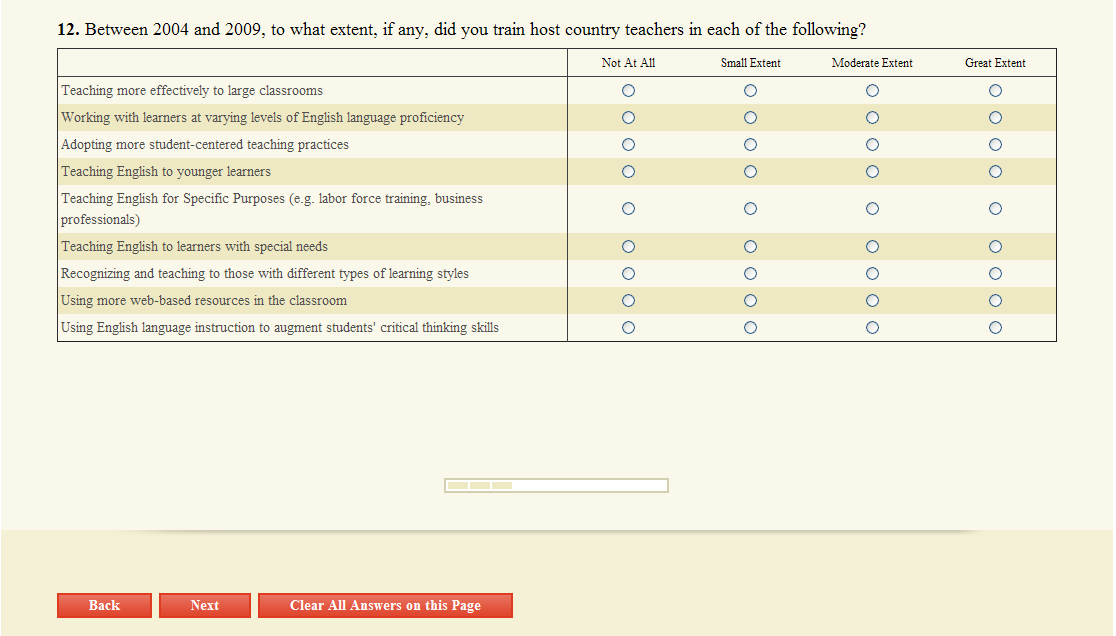 12. Between 2004 and 2009, to what extent, if any, did you train host country teachers in each of the following?
Not At All Small Extent Moderate Extent Great Extent
Teaching more effectively to large classrooms
Working with learners at varying levels of English language proficiency
Adopting more student-centered teaching practices
Teaching English to younger learners
Teaching English for Specific Purposes (e.g. labor force training, business
professionals)
Teaching English to learners with special needs
Recognizing and teaching to those with different types of learning styles
Using more web-based resources in the classroom
Using English language instruction to augment students' critical thinking skills
Back Next Clear All Answers on this Page